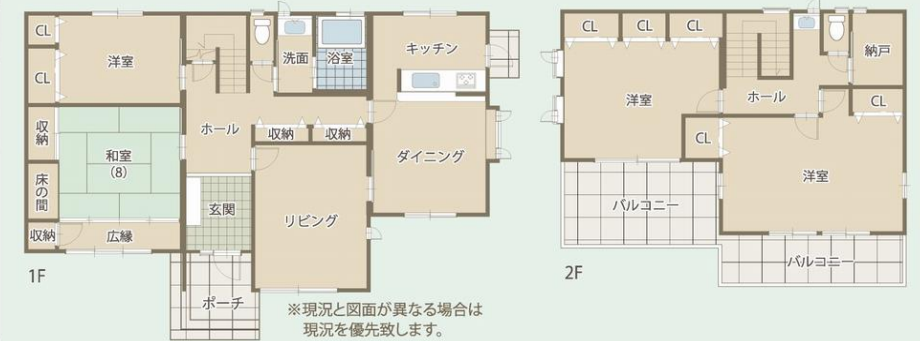 CL
CL
洋室
洗面
浴室
キッチン
収納
和室
(8)
床の間
収納
広縁
ホール
収納
収納
ダイニング
玄関
リビング
ポーチ
1F
※現況と図面が異なる場合は
現況を優先致します。
CL
CL
CL
洋室
ホール
納戸
CL
CL
洋室
バルコニー
バルコニー
2F